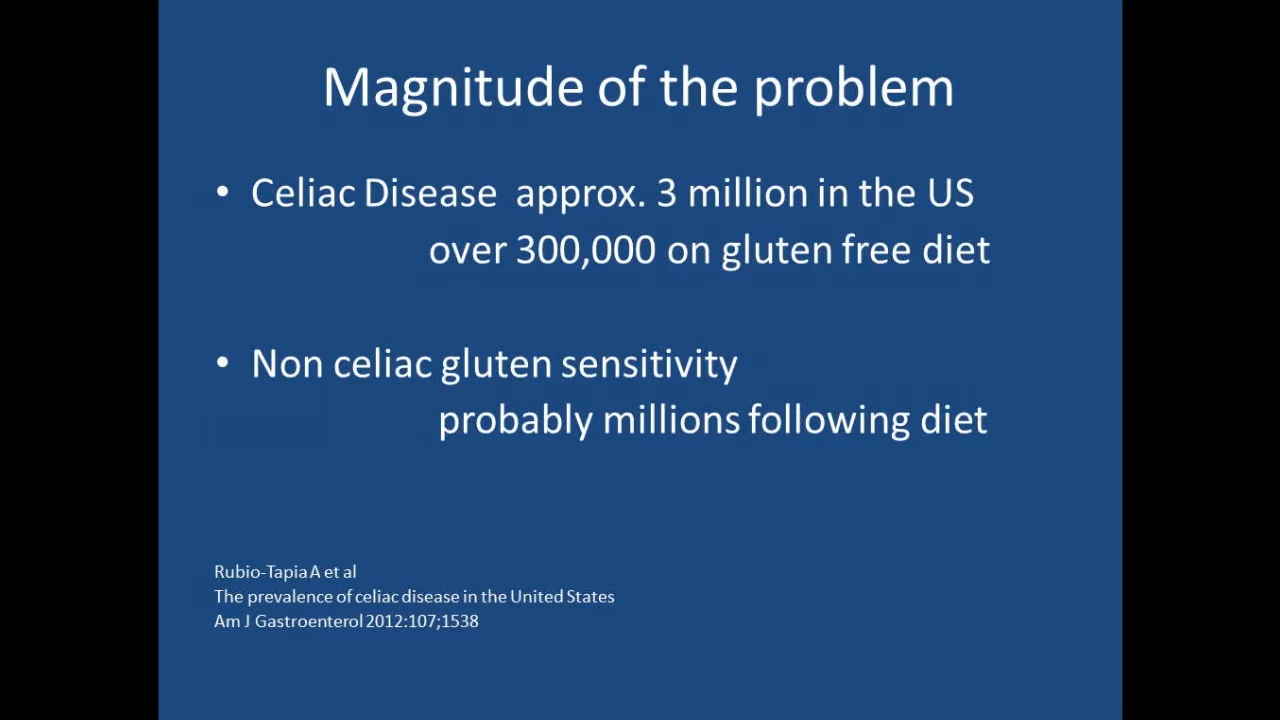 Magnitude of the problem
• Celiac Disease approx. 3 million in the US
over 300,000 on gluten free diet
• Non celiac gluten sensitivity
probably millions following diet
Rubio-Tapia A et al
The prevalence of celiac disease in the United States
Am J Gastroenterol 2012:107;1538